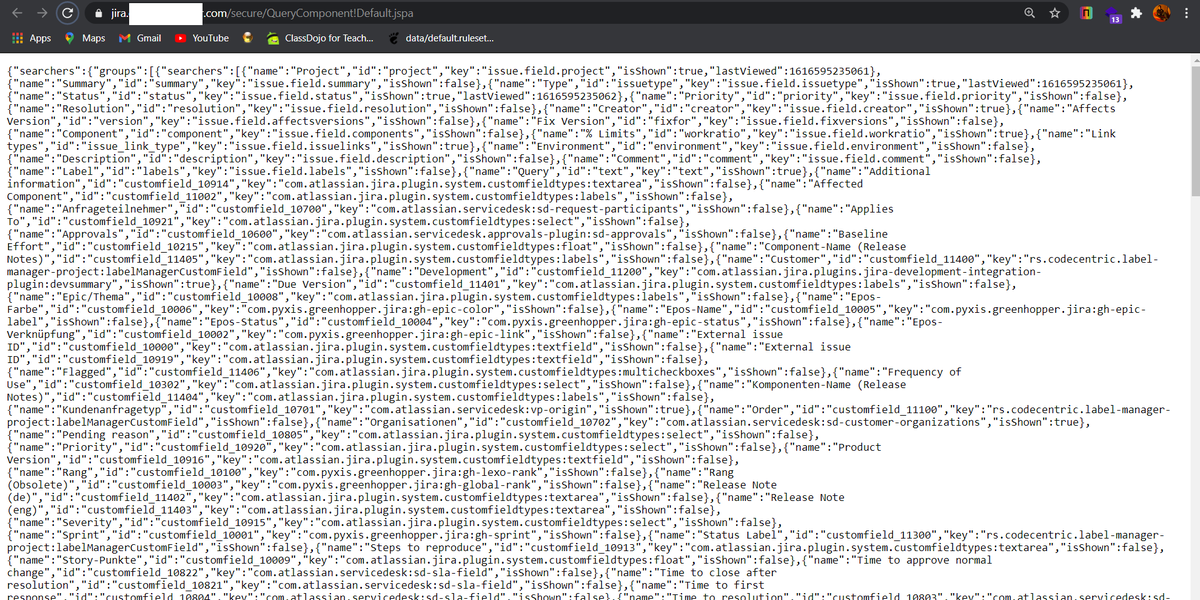 jira. .com/secure/QueryComponent!Default.jspa
13
Apps Maps Gmail YouTube ClassDojo for Teach... data/default.ruleset...
{"searchers":{"groups":[{"searchers":[{"name":"Project","id":"project","key":"issue.field.project","isShown":true,"lastViewed":1616595235061},
{"name":"Summary","id":"summary","key":"issue.field.summary","isShown":false},{"name":"Type","id":"issuetype","key":"issue.field.issuetype","isShown":true,"lastViewed":1616595235061},
{"name":"Status","id":"status","key":"issue.field.status","isShown":true,"lastViewed":1616595235062},{"name":"Priority","id":"priority","key":"issue.field.priority","isShown":false},
{"name":"Resolution","id":"resolution","key":"issue.field.resolution","isShown":false},{"name":"Creator","id":"creator","key":"issue.field.creator","isShown":true},{"name":"Affects
Version","id":"version","key":"issue.field.affectsversions","isShown":false},{"name":"Fix Version","id":"fixfor","key":"issue.field.fixversions","isShown":false},
{"name":"Component","id":"component","key":"issue.field.components","isShown":false},{"name":"% Limits","id":"workratio","key":"issue.field.workratio","isShown":true},{"name":"Link
types","id":"issue_link_type","key":"issue.field.issuelinks","isShown":true},{"name":"Environment","id":"environment","key":"issue.field.environment","isShown":false},
{"name":"Description","id":"description","key":"issue.field.description","isShown":false},{"name":"Comment","id":"comment","key":"issue.field.comment","isShown":false},
{"name":"Label","id":"labels","key":"issue.field.labels","isShown":false},{"name":"Query","id":"text","key":"text","isShown":true},{"name":"Additional
information","id":"customfield_10914","key":"com.atlassian.jira.plugin.system.customfieldtypes:textarea","isShown":false},{"name":"Affected
Component","id":"customfield_11002","key":"com.atlassian.jira.plugin.system.customfieldtypes:labels","isShown":false},
{"name":"Anfrageteilnehmer","id":"customfield_10700","key":"com.atlassian.servicedesk:sd-request-participants","isShown":false},{"name":"Applies
To","id":"customfield_10921","key":"com.atlassian.jira.plugin.system.customfieldtypes:select","isShown":false},
{"name":"Approvals","id":"customfield_10600","key":"com.atlassian.servicedesk.approvals-plugin:sd-approvals","isShown":false},{"name":"Baseline
Effort","id":"customfield_10215","key":"com.atlassian.jira.plugin.system.customfieldtypes:float","isShown":false},{"name":"Component-Name (Release
Notes)","id":"customfield_11405","key":"com.atlassian.jira.plugin.system.customfieldtypes:labels","isShown":false},{"name":"Customer","id":"customfield_11400","key":"rs.codecentric.label-
manager-project:labelManagerCustomField","isShown":false},{"name":"Development","id":"customfield_11200","key":"com.atlassian.jira.plugins.jira-development-integration-
plugin:devsummary","isShown":true},{"name":"Due Version","id":"customfield_11401","key":"com.atlassian.jira.plugin.system.customfieldtypes:labels","isShown":false},
{"name":"Epic/Thema","id":"customfield_10008","key":"com.atlassian.jira.plugin.system.customfieldtypes:labels","isShown":false},{"name":"Epos-
Farbe","id":"customfield_10006","key":"com.pyxis.greenhopper.jira:gh-epic-color","isShown":false},{"name":"Epos-Name","id":"customfield_10005","key":"com.pyxis.greenhopper.jira:gh-epic-
label","isShown":false},{"name":"Epos-Status","id":"customfield_10004","key":"com.pyxis.greenhopper.jira:gh-epic-status","isShown":false},{"name":"Epos-
Verknüpfung","id":"customfield_10002","key":"com.pyxis.greenhopper.jira:gh-epic-link","isShown":false},{"name":"External issue
ID","id":"customfield_10000","key":"com.atlassian.jira.plugin.system.customfieldtypes:textfield","isShown":false},{"name":"External issue
ID","id":"customfield_10919","key":"com.atlassian.jira.plugin.system.customfieldtypes:textfield","isShown":false},
{"name":"Flagged","id":"customfield_11406","key":"com.atlassian.jira.plugin.system.customfieldtypes:multicheckboxes","isShown":false},{"name":"Frequency of
Use","id":"customfield_10302","key":"com.atlassian.jira.plugin.system.customfieldtypes:select","isShown":false},{"name":"Komponenten-Name (Release
Notes)","id":"customfield_11404","key":"com.atlassian.jira.plugin.system.customfieldtypes:labels","isShown":false},
{"name":"Kundenanfragetyp","id":"customfield_10701","key":"com.atlassian.servicedesk:vp-origin","isShown":true},{"name":"Order","id":"customfield_11100","key":"rs.codecentric.label-manager-
project:labelManagerCustomField","isShown":false},{"name":"Organisationen","id":"customfield_10702","key":"com.atlassian.servicedesk:sd-customer-organizations","isShown":true},
{"name":"Pending reason","id":"customfield_10805","key":"com.atlassian.jira.plugin.system.customfieldtypes:select","isShown":false},
{"name":"Priority","id":"customfield_10920","key":"com.atlassian.jira.plugin.system.customfieldtypes:select","isShown":false},{"name":"Product
Version","id":"customfield_10916","key":"com.atlassian.jira.plugin.system.customfieldtypes:textfield","isShown":false},
{"name":"Rang","id":"customfield_10100","key":"com.pyxis.greenhopper.jira:gh-lexo-rank","isShown":false},{"name":"Rang
(Obsolete)","id":"customfield_10003","key":"com.pyxis.greenhopper.jira:gh-global-rank","isShown":false},{"name":"Release Note
(de)","id":"customfield_11402","key":"com.atlassian.jira.plugin.system.customfieldtypes:textarea","isShown":false},{"name":"Release Note
(eng)","id":"customfield_11403","key":"com.atlassian.jira.plugin.system.customfieldtypes:textarea","isShown":false},
{"name":"Severity","id":"customfield_10915","key":"com.atlassian.jira.plugin.system.customfieldtypes:select","isShown":false},
{"name":"Sprint","id":"customfield_10001","key":"com.pyxis.greenhopper.jira:gh-sprint","isShown":false},{"name":"Status Label","id":"customfield_11300","key":"rs.codecentric.label-manager-
project:labelManagerCustomField","isShown":false},{"name":"Steps to reproduce","id":"customfield_10913","key":"com.atlassian.jira.plugin.system.customfieldtypes:textarea","isShown":false},
{"name":"Story-Punkte","id":"customfield_10009","key":"com.atlassian.jira.plugin.system.customfieldtypes:float","isShown":false},{"name":"Time to approve normal
change","id":"customfield_10822","key":"com.atlassian.servicedesk:sd-sla-field","isShown":false},{"name":"Time to close after
resolution","id":"customfield_10821","key":"com.atlassian.servicedesk:sd-sla-field","isShown":false},{"name":"Time to first
response","id":"customfield_10804","key":"com.atlassian.servicedesk:sd-sla-field","isShown":false},{"name":"Time to resolution","id":"customfield_10803","key":"com.atlassian.servicedesk:sd-